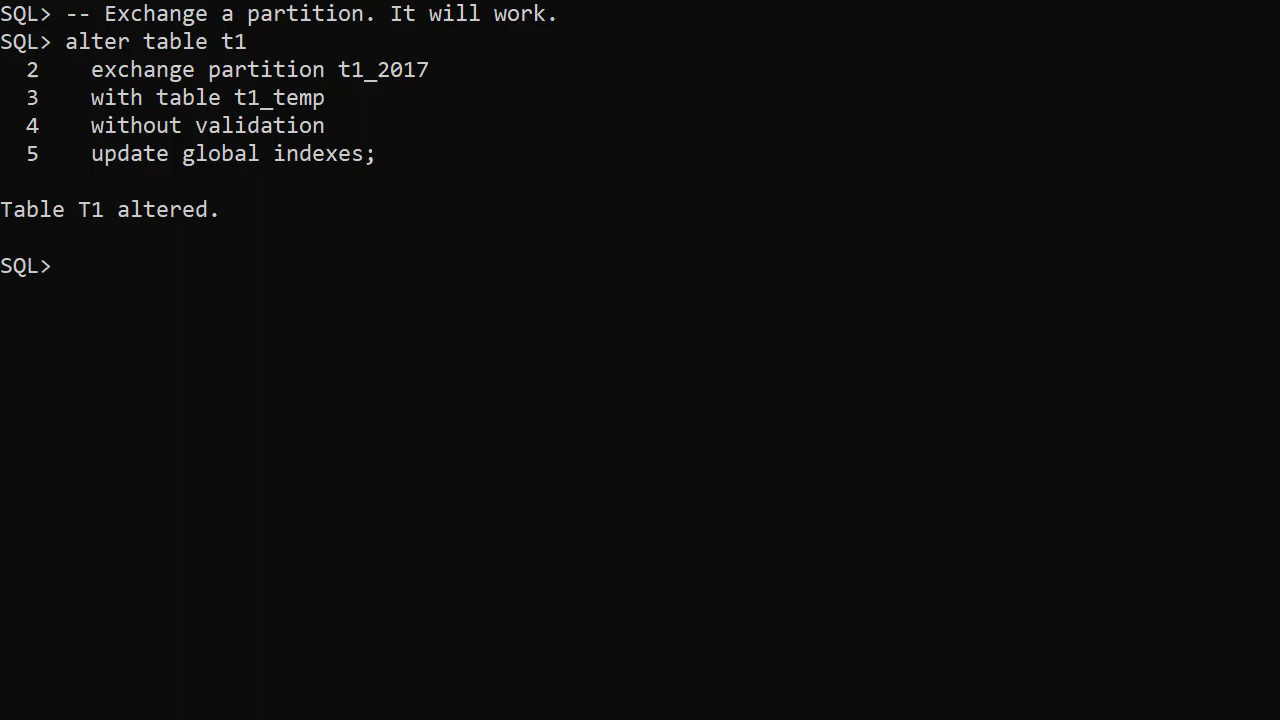 SQL> -- Exchange a partition. It will work.
SQL> alter table t1
  2    exchange partition t1_2017
  3    with table t1_temp
  4    without validation
  5    update global indexes;
Table T1 altered.
SQL>